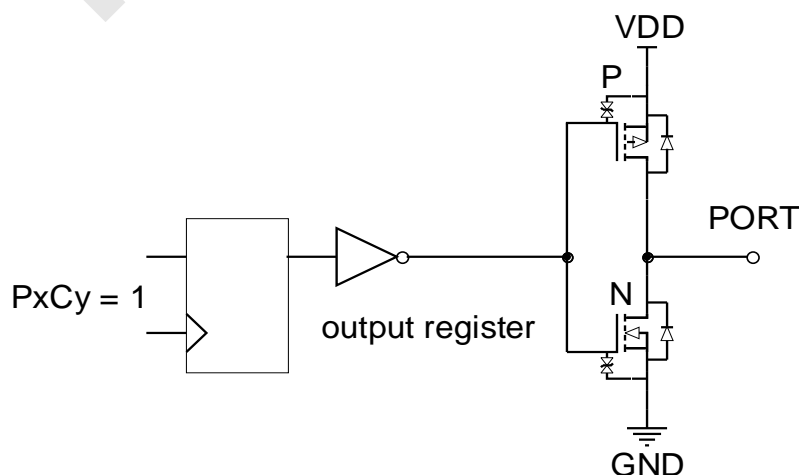 VDD
P
PORT
PxCy = 1
N
output register
GND